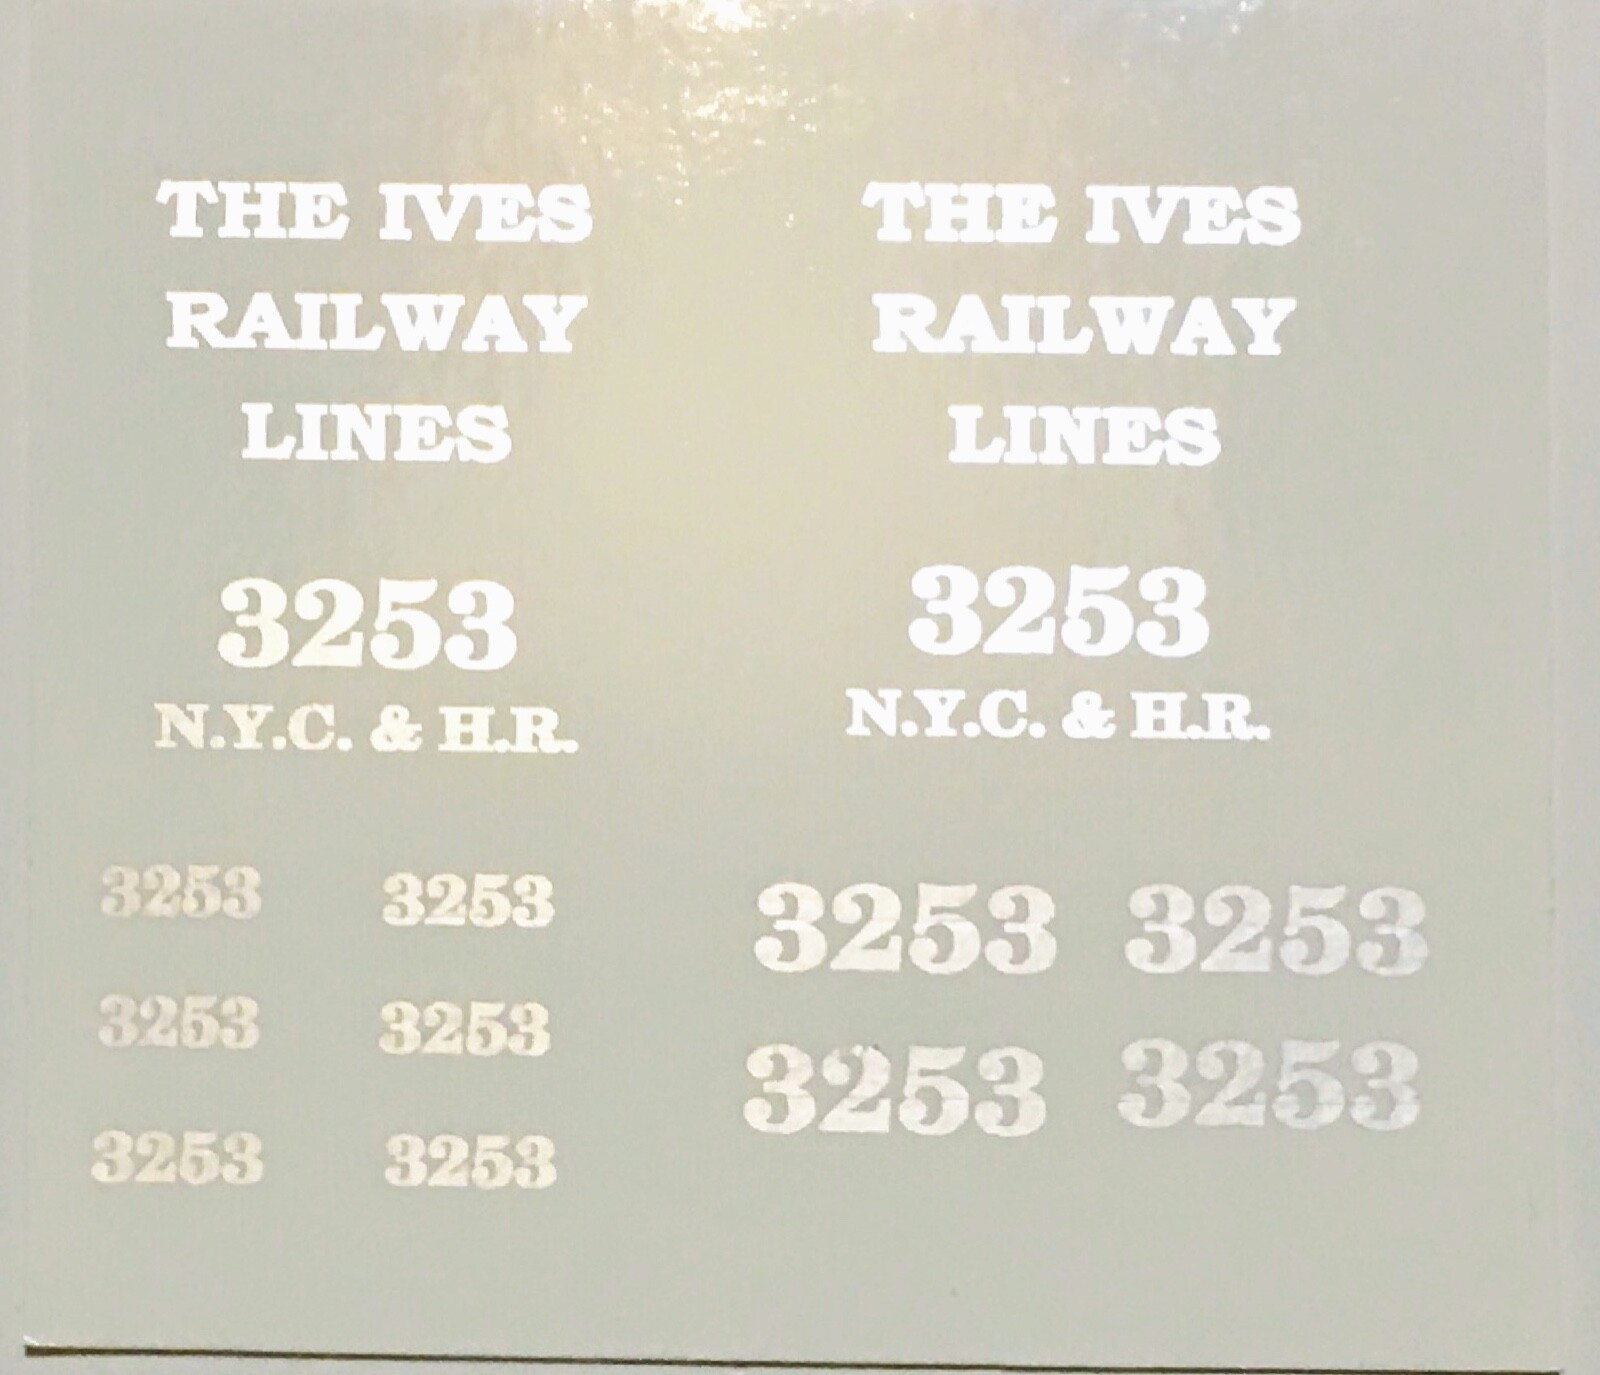 THE IVES
RAILWAY
LINES
3253
N.Y.C. & H.R.
THE IVES
RAILWAY
LINES
3253
N.Y.C. & H.R.
3253 3253
3253 3253
3253 3253
3253 3253
3253 3253